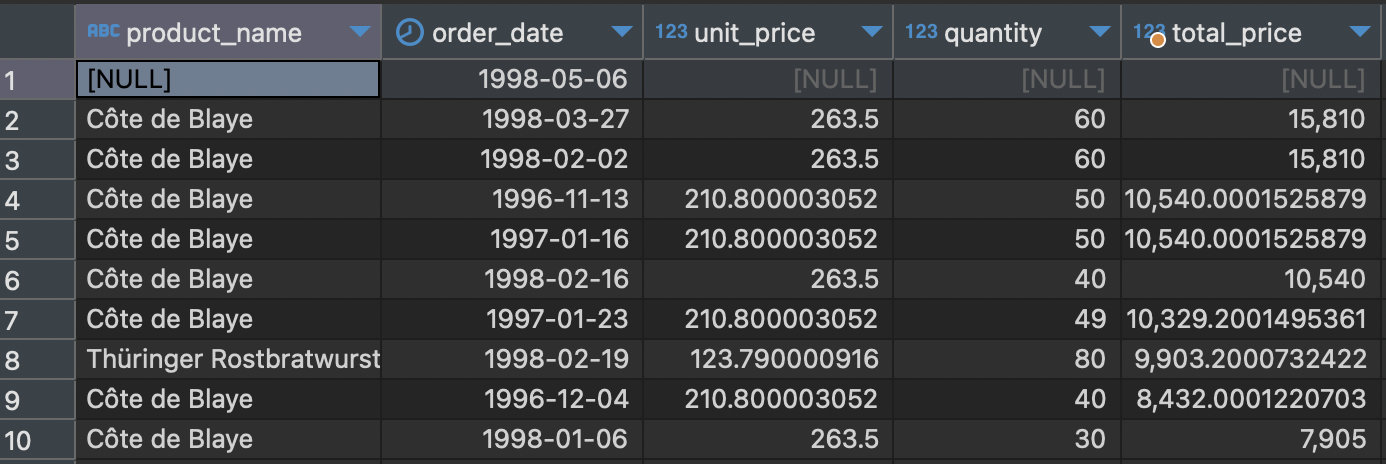 ABC product_name order_date 123 unit_price 123 quantity 123 total_price
1 [NULL] 1998-05-06 [NULL] [NULL] [NULL]
2 Côte de Blaye 1998-03-27 263.5 60 15,810
3 Côte de Blaye 1998-02-02 263.5 60 15,810
4 Côte de Blaye 1996-11-13 210.800003052 50 10,540.0001525879
5 Côte de Blaye 1997-01-16 210.800003052 50 10,540.0001525879
6 Côte de Blaye 1998-02-16 263.5 40 10,540
7 Côte de Blaye 1997-01-23 210.800003052 49 10,329.2001495361
8 Thüringer Rostbratwurst 1998-02-19 123.790000916 80 9,903.2000732422
9 Côte de Blaye 1996-12-04 210.800003052 40 8,432.0001220703
10 Côte de Blaye 1998-01-06 263.5 30 7,905